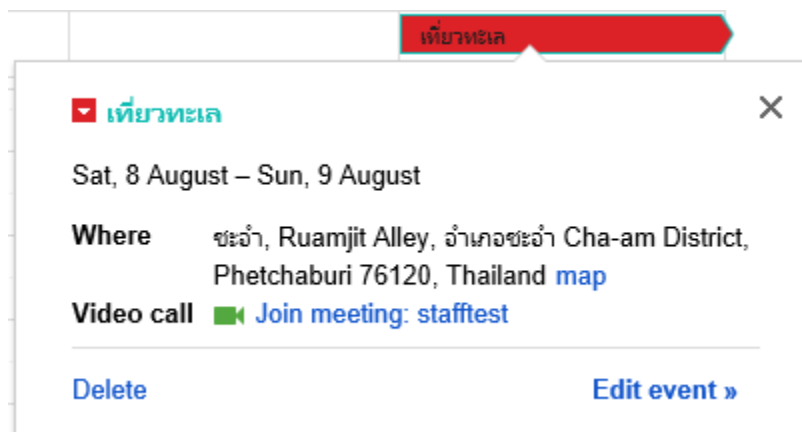 เที่ยวทะเล
เที่ยวทะเล
Sat, 8 August – Sun, 9 August
Where ชะอำ, Ruamjit Alley, อำเภอชะอำ Cha-am District,
Phetchaburi 76120, Thailand map
Video call Join meeting: stafftest
Delete Edit event »